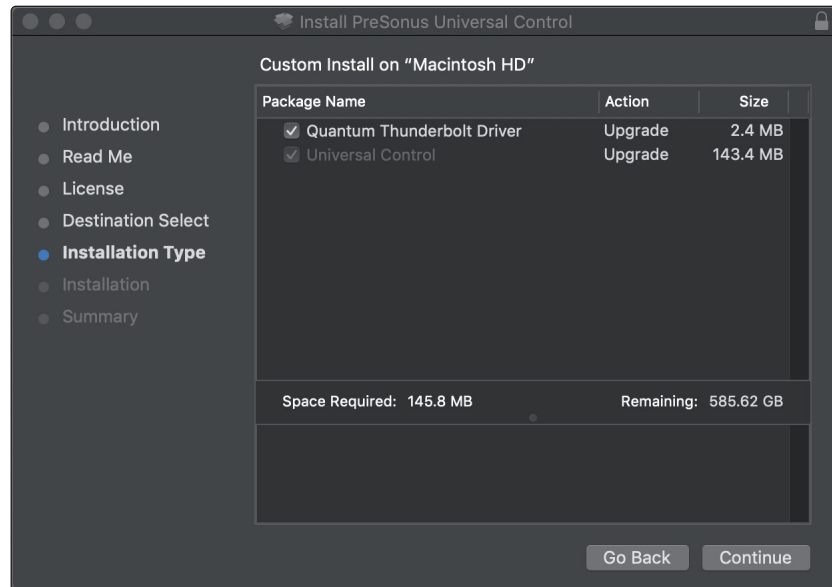 Install PreSonus Universal Control
Custom Install on “Macintosh HD”
Introduction
Read Me
License
Destination Select
Installation Type
Installation
Summary
Package Name Action Size
Quantum Thunderbolt Driver Upgrade 2.4 MB
Universal Control Upgrade 143.4 MB
Space Required: 145.8 MB Remaining: 585.62 GB
Go Back Continue